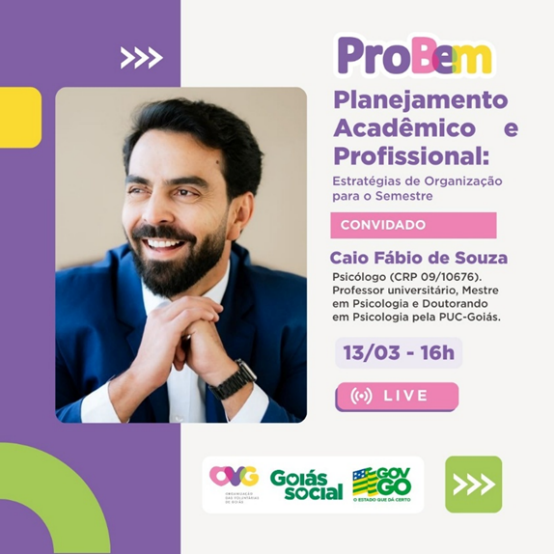 ProBem
Planejamento
Acadêmico e
Profissional:
Estratégias de Organização
para o Semestre
CONVIDADO
Caio Fábio de Souza
Psicólogo (CRP 09/10676).
Professor universitário, Mestre
em Psicologia e Doutorando
em Psicologia pela PUC-Goiás.
13/03 - 16h
LIVE
OVG
ORGANIZAÇÃO
DAS VOLUNTÁRIAS
DE GOIÁS
Goiás
social
GOV
GO
O ESTADO QUE DÁ CERTO